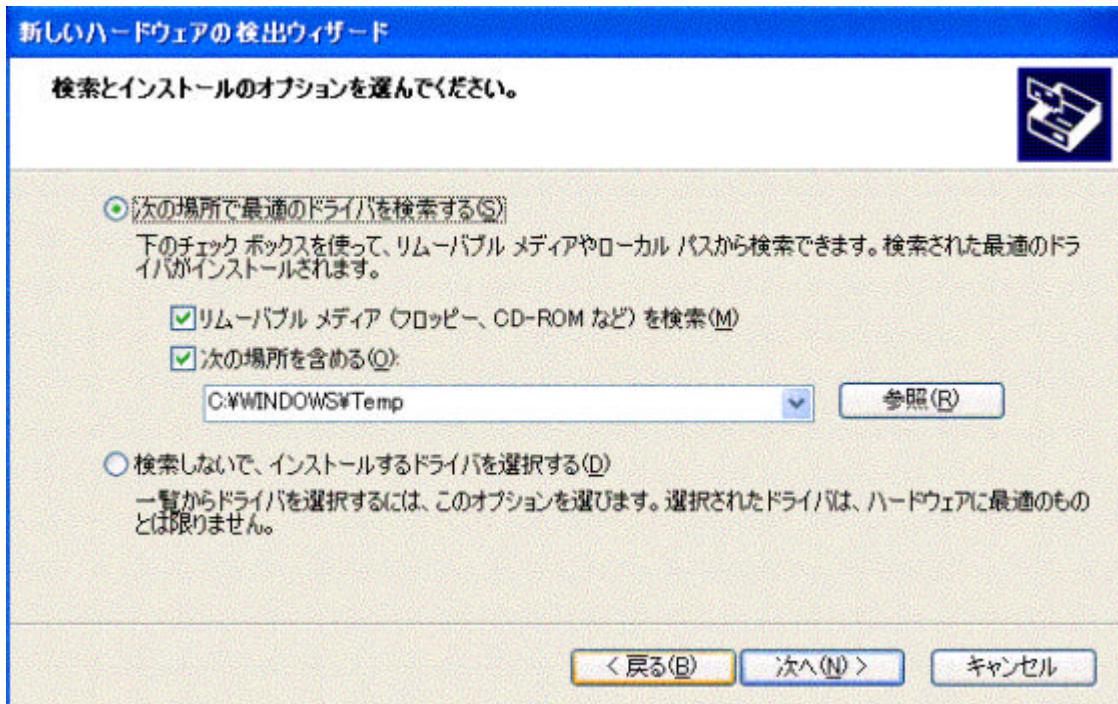 新しいハードウェアの検出ウィザード
検索とインストールのオプションを選んでください。
次の場所で最適のドライバを検索する(S)
下のチェック ボックスを使って、リムーバブル メディアやローカル パスから検索できます。検索された最適のドラ
イバがインストールされます。
リムーバブル メディア (フロッピー、CD-ROM など) を検索(M)
次の場所を含める(O):
C:¥WINDOWS¥Temp
参照(R)
検索しないで、インストールするドライバを選択する(D)
一覧からドライバを選択するには、このオプションを選びます。選択されたドライバは、ハードウェアに最適のもの
とは限りません。
< 戻る(B) 次へ(N) > キャンセル